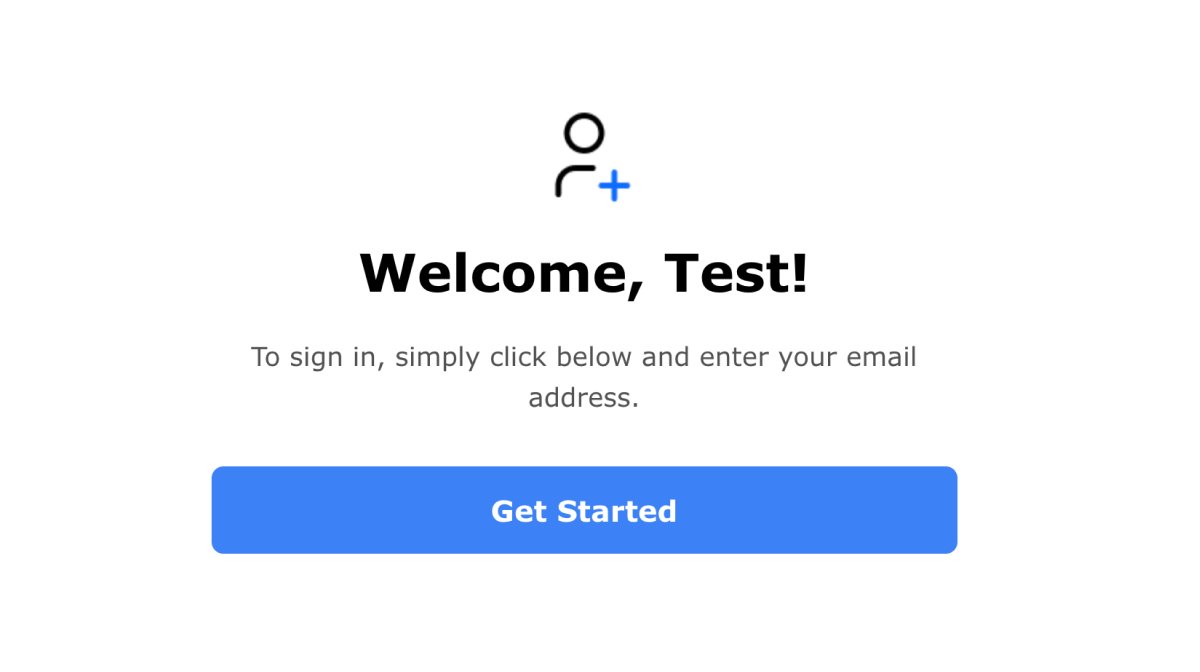 Welcome, Test!
To sign in, simply click below and enter your email
address.
Get Started